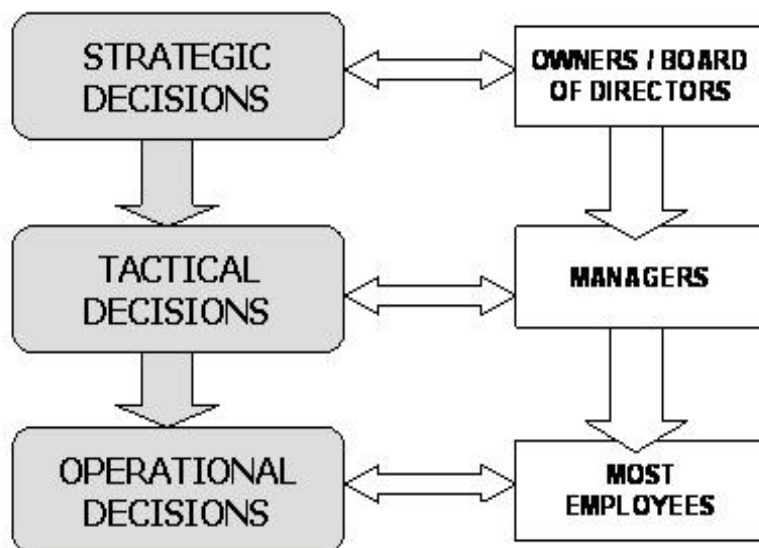 STRATEGIC
DECISIONS
OWNERS / BOARD
OF DIRECTORS
TACTICAL
DECISIONS
MANAGERS
OPERATIONAL
DECISIONS
MOST
EMPLOYEES